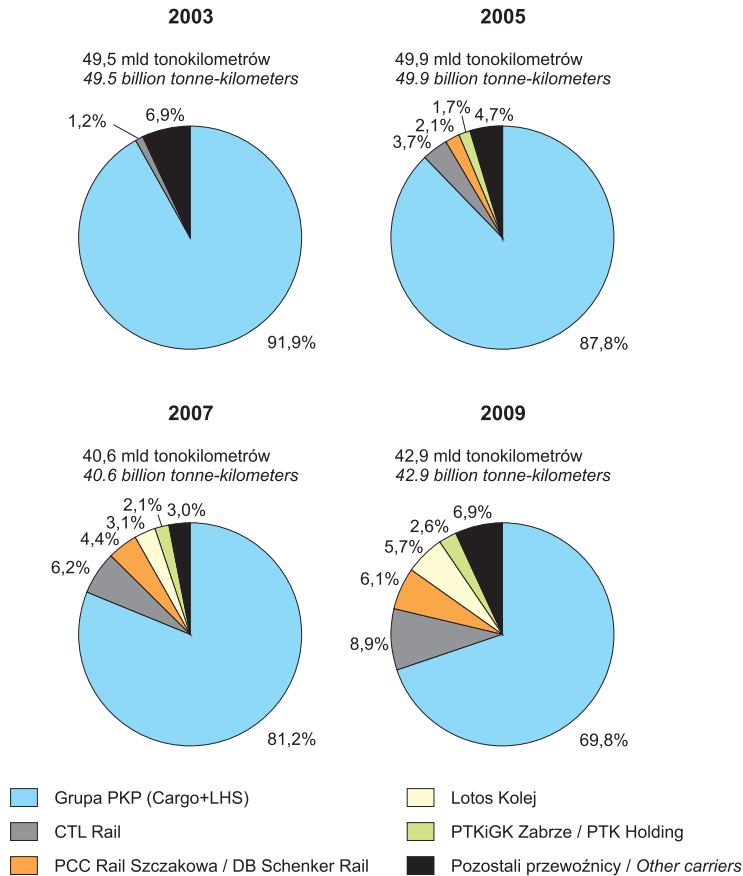 2003
49,5 mld tonokilometrów
49.5 billion tonne-kilometers
1,2%
6,9%
91,9%
2005
49,9 mld tonokilometrów
49.9 billion tonne-kilometers
1,7%
4,7%
2,1%
3,7%
87,8%
2007
40,6 mld tonokilometrów
40.6 billion tonne-kilometers
2,1%
3,0%
3,1%
4,4%
6,2%
81,2%
2009
42,9 mld tonokilometrów
42.9 billion tonne-kilometers
6,9%
2,6%
5,7%
6,1%
8,9%
69,8%
Grupa PKP (Cargo+LHS)
CTL Rail
PCC Rail Szczakowa / DB Schenker Rail
Lotos Kolej
PTKiGK Zabrze / PTK Holding
Pozostali przewoźnicy / Other carriers